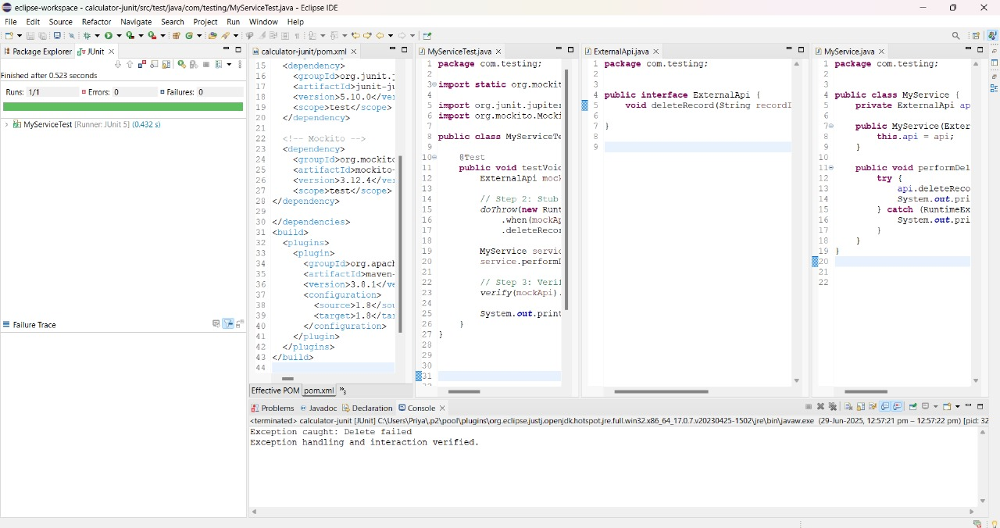 eclipse-workspace - calculator-junit/src/test/java/com/testing/MyServiceTest.java - Eclipse IDE
File Edit Source Refactor Navigate Search Project Run Window Help
Package Explorer JUnit
Finished after 0.523 seconds
Runs: 1/1 Errors: 0 Failures: 0
MyServiceTest [Runner: JUnit 5] (0.432 s)
Failure Trace
calculator-junit/pom.xml
15 <dependency>
16 <groupId>org.junit.j
17 <artifactId>junit-ju
18 <version>5.10.0</ver
19 <scope>test</scope>
20 </dependency>
21
22 <!-- Mockito -->
23 <dependency>
24 <groupId>org.mockito
25 <artifactId>mockito-
26 <version>3.12.4</ver
27 <scope>test</scope>
28 </dependency>
29
30 </dependencies>
31 <build>
32 <plugins>
33 <plugin>
34 <groupId>org.apach
35 <artifactId>maven-
36 <version>3.8.1</ve
37 <configuration>
38 <source>1.8</sou
39 <target>1.8</tar
40 </configuration>
41 </plugin>
42 </plugins>
43 </build>
44
Effective POM pom.xml »3
MyServiceTest.java
1 package com.testing;
2
3 import static org.mockit
4
5 import org.junit.jupiter
6 import org.mockito.Mocki
7
8 public class MyServiceTe
9
10 @Test
11 public void testVoid
12 ExternalApi mock
13
14 // Step 2: Stub
15 doThrow(new Runt
16 .when(mockAp
17 .deleteRecor
18
19 MyService servic
20 service.performD
21
22 // Step 3: Verif
23 verify(mockApi).
24
25 System.out.print
26 }
27 }
28
29
30
31
ExternalApi.java
1 package com.testing;
2
3
4 public interface ExternalApi {
5 void deleteRecord(String recordI
6
7 }
8
9
MyService.java
1 package com.testing;
2
3
4 public class MyService {
5 private ExternalApi ap
6
7 public MyService(Exter
8 this.api = api;
9 }
10
11 public void performDel
12 try {
13 api.deleteReco
14 System.out.pri
15 } catch (RuntimeEx
16 System.out.pri
17 }
18 }
19 }
20
21
22
Problems Javadoc Declaration Console
<terminated> calculator-junit [JUnit] C:\Users\Priya\.p2\pool\plugins\org.eclipse.justj.openjdk.hotspot.jre.full.win32.x86_64_17.0.7.v20230425-1502\jre\bin\javaw.exe (29-Jun-2025, 12:57:21 pm – 12:57:22 pm) [pid: 32
Exception caught: Delete failed
Exception handling and interaction verified.